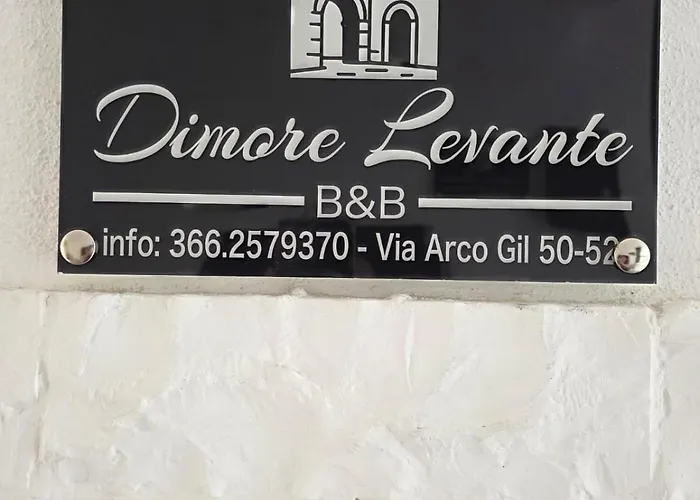 Dimore Levante
B&B
info: 366.2579370 - Via Arco Gil 50-52